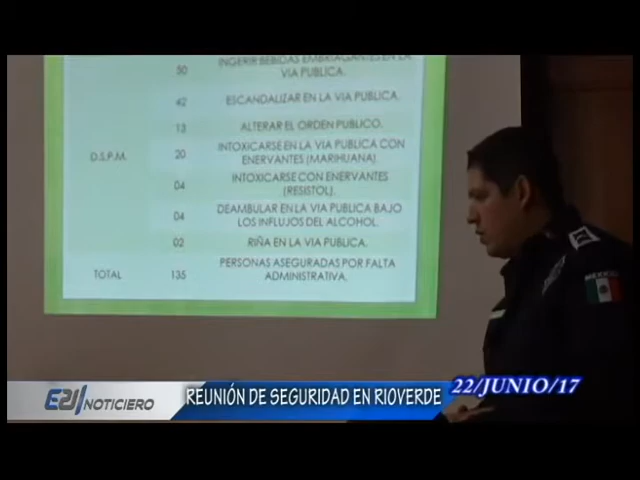 INGERIR BEBIDAS EMBRIAGANTES EN LA
50 VIA PUBLICA.
42 ESCANDALIZAR EN LA VIA PUBLICA.
13 ALTERAR EL ORDEN PUBLICO.
D.S.P.M. 20 INTOXICARSE EN LA VIA PUBLICA CON
ENERVANTES (MARIHUANA)
04 INTOXICARSE CON ENERVANTES
(RESISTOL).
04 DEAMBULAR EN LA VIA PUBLICA BAJO
LOS INFLUJOS DEL ALCOHOL.
02 RIÑA EN LA VIA PUBLICA.
TOTAL 135 PERSONAS ASEGURADAS POR FALTA
ADMINISTRATIVA.
MEXICO
NOTICIERO
REUNIÓN DE SEGURIDAD EN RIOVERDE
22/JUNIO/17